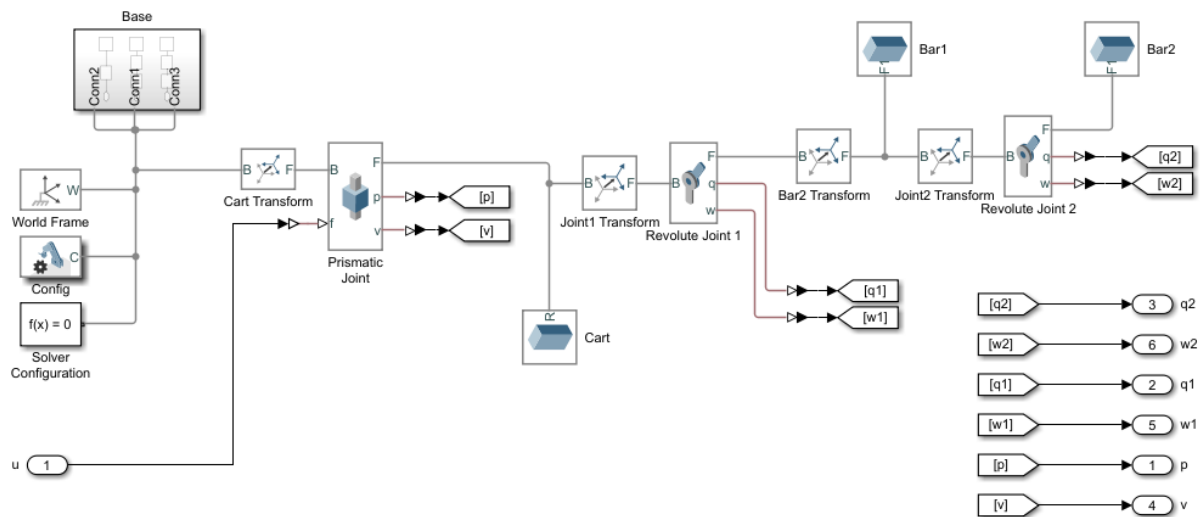 Base
Conn2
Conn1
Conn3
W
World Frame
C
Config
f(x) = 0
Solver
Configuration
u
1
B
F
Cart Transform
B
F
p
f
v
Prismatic
Joint
[p]
[v]
R
Cart
B
F
Joint1 Transform
B
F
q
w
Revolute Joint 1
[q1]
[w1]
B
F
Bar2 Transform
F1
Bar1
B
F
Joint2 Transform
B
F
q
w
Revolute Joint 2
F1
Bar2
[q2]
[w2]
[q2]
3
q2
[w2]
6
w2
[q1]
2
q1
[w1]
5
w1
[p]
1
p
[v]
4
v